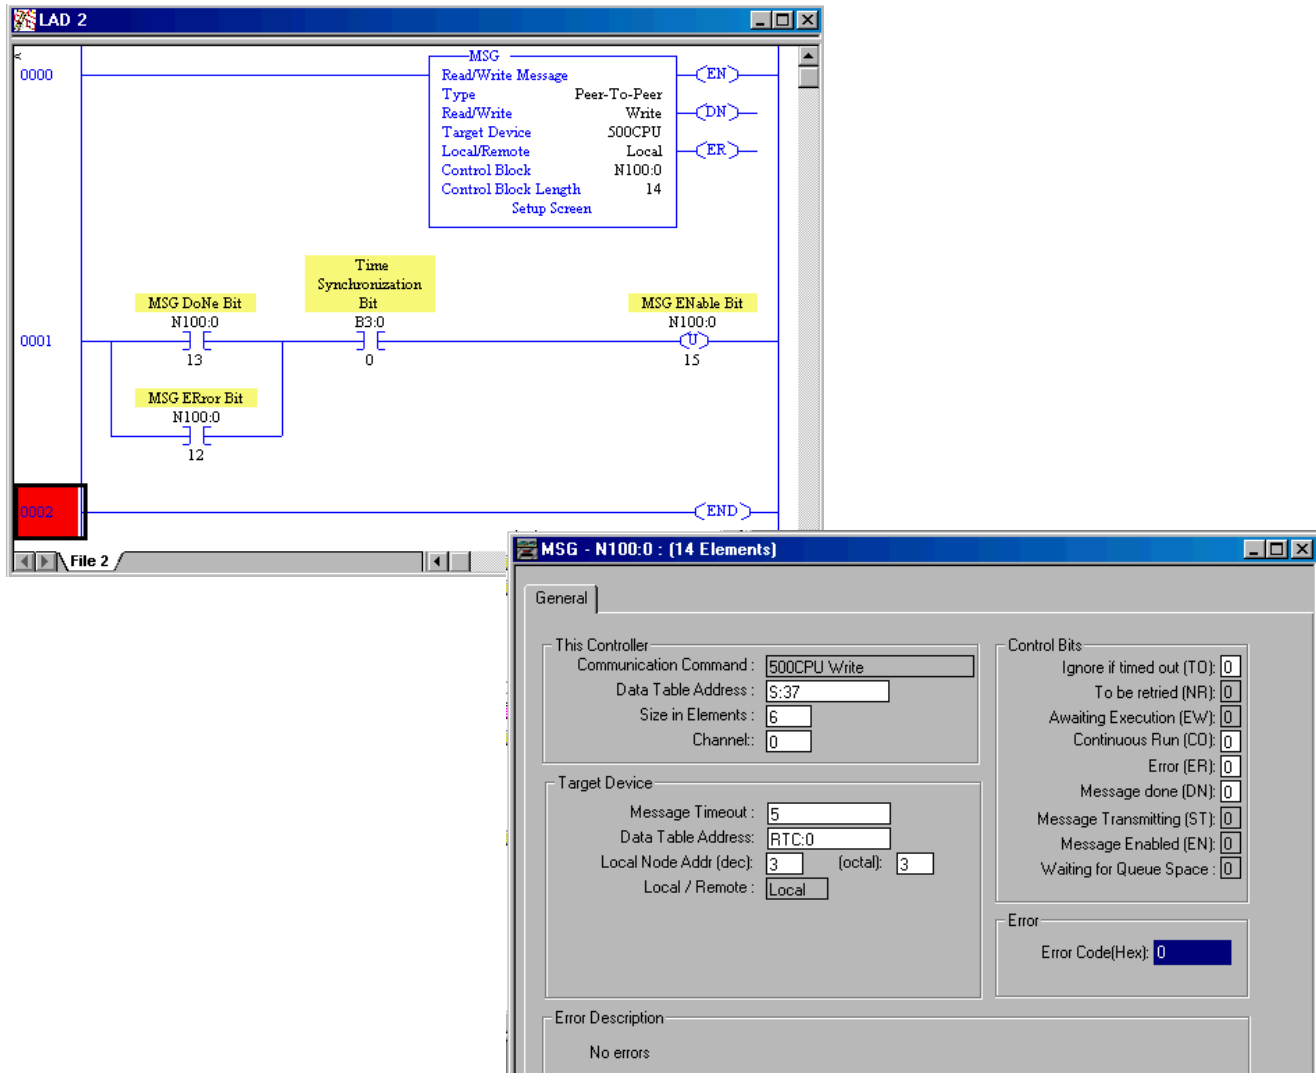 LAD 2
0000
MSG
Read/Write Message
Type Peer-To-Peer
Read/Write Write
Target Device 500CPU
Local/Remote Local
Control Block N100:0
Control Block Length 14
Setup Screen
EN
DN
ER
Time
Synchronization
Bit
MSG DoNe Bit
MSG ENable Bit
N100:0
B3:0
N100:0
0001
U
13
0
15
MSG ERror Bit
N100:0
12
0002
END
File 2
MSG - N100:0 : (14 Elements)
General
This Controller
Communication Command : 500CPU Write
Data Table Address : S:37
Size in Elements : 6
Channel:: 0
Target Device
Message Timeout : 5
Data Table Address: RTC:0
Local Node Addr (dec): 3 (octal): 3
Local / Remote : Local
Control Bits
Ignore if timed out (TO): 0
To be retried (NR): 0
Awaiting Execution (EW): 0
Continuous Run (CO): 0
Error (ER): 0
Message done (DN): 0
Message Transmitting (ST): 0
Message Enabled (EN): 0
Waiting for Queue Space : 0
Error
Error Code(Hex): 0
Error Description
No errors